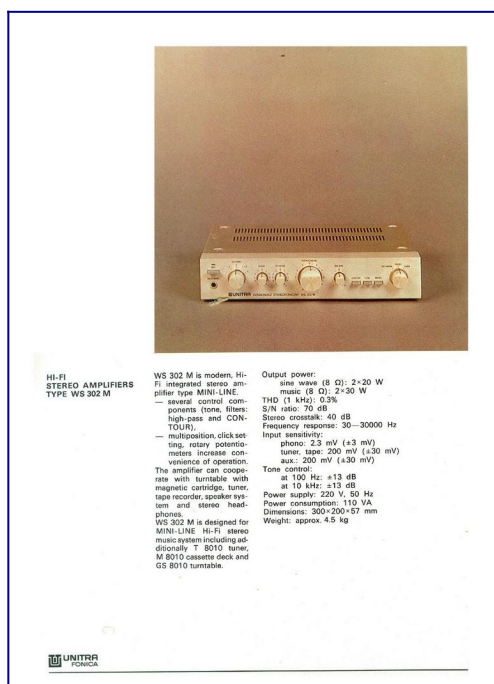 UNITRA
HI-FI
STEREO AMPLIFIERS
TYPE WS 302 M
WS 302 M is modern, Hi-
Fi integrated stereo am-
plifier type MINI-LINE.
— several control com-
ponents (tone, filters:
high-pass and CON-
TOUR),
— multiposition, click set-
ting, rotary potentio-
meters increase con-
venience of operation.
The amplifier can coope-
rate with turntable with
magnetic cartridge, tuner,
tape recorder, speaker sys-
tem and stereo head-
phones.
WS 302 M is designed for
MINI-LINE Hi-Fi stereo
music system including ad-
ditionally T 8010 tuner,
M 8010 cassette deck and
GS 8010 turntable.
Output power:
sine wave (8 Ω): 2×20 W
music (8 Ω): 2×30 W
THD (1 kHz): 0.3%
S/N ratio: 70 dB
Stereo crosstalk: 40 dB
Frequency response: 30—30000 Hz
Input sensitivity:
phono: 2.3 mV (±3 mV)
tuner, tape: 200 mV (±30 mV)
aux.: 200 mV (±30 mV)
Tone control:
at 100 Hz: ±13 dB
at 10 kHz: ±13 dB
Power supply: 220 V, 50 Hz
Power consumption: 110 VA
Dimensions: 300×200×57 mm
Weight: approx. 4.5 kg
UNITRA
FONICA